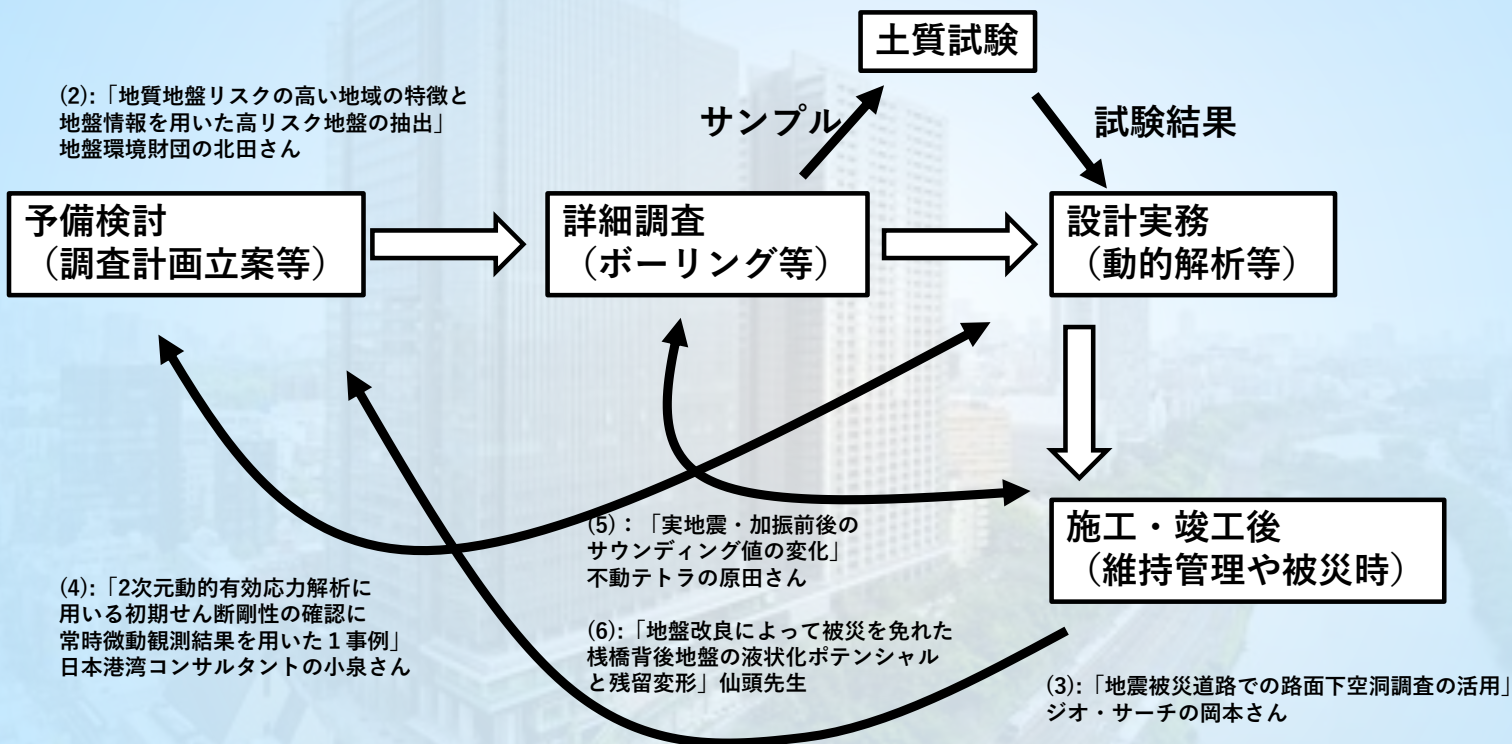 土質試験
(2):「地質地盤リスクの高い地域の特徴と
地盤情報を用いた高リスク地盤の抽出」
地盤環境財団の北田さん
サンプル
試験結果
予備検討
（調査計画立案等）
詳細調査
（ボーリング等）
設計実務
（動的解析等）
(5)：「実地震・加振前後の
サウンディング値の変化」
不動テトラの原田さん
施工・竣工後
（維持管理や被災時）
(4):「2次元動的有効応力解析に
用いる初期せん断剛性の確認に
常時微動観測結果を用いた１事例」
日本港湾コンサルタントの小泉さん
(6):「地盤改良によって被災を免れた
桟橋背後地盤の液状化ポテンシャル
と残留変形」仙頭先生
(3):「地震被災道路での路面下空洞調査の活用」
ジオ・サーチの岡本さん